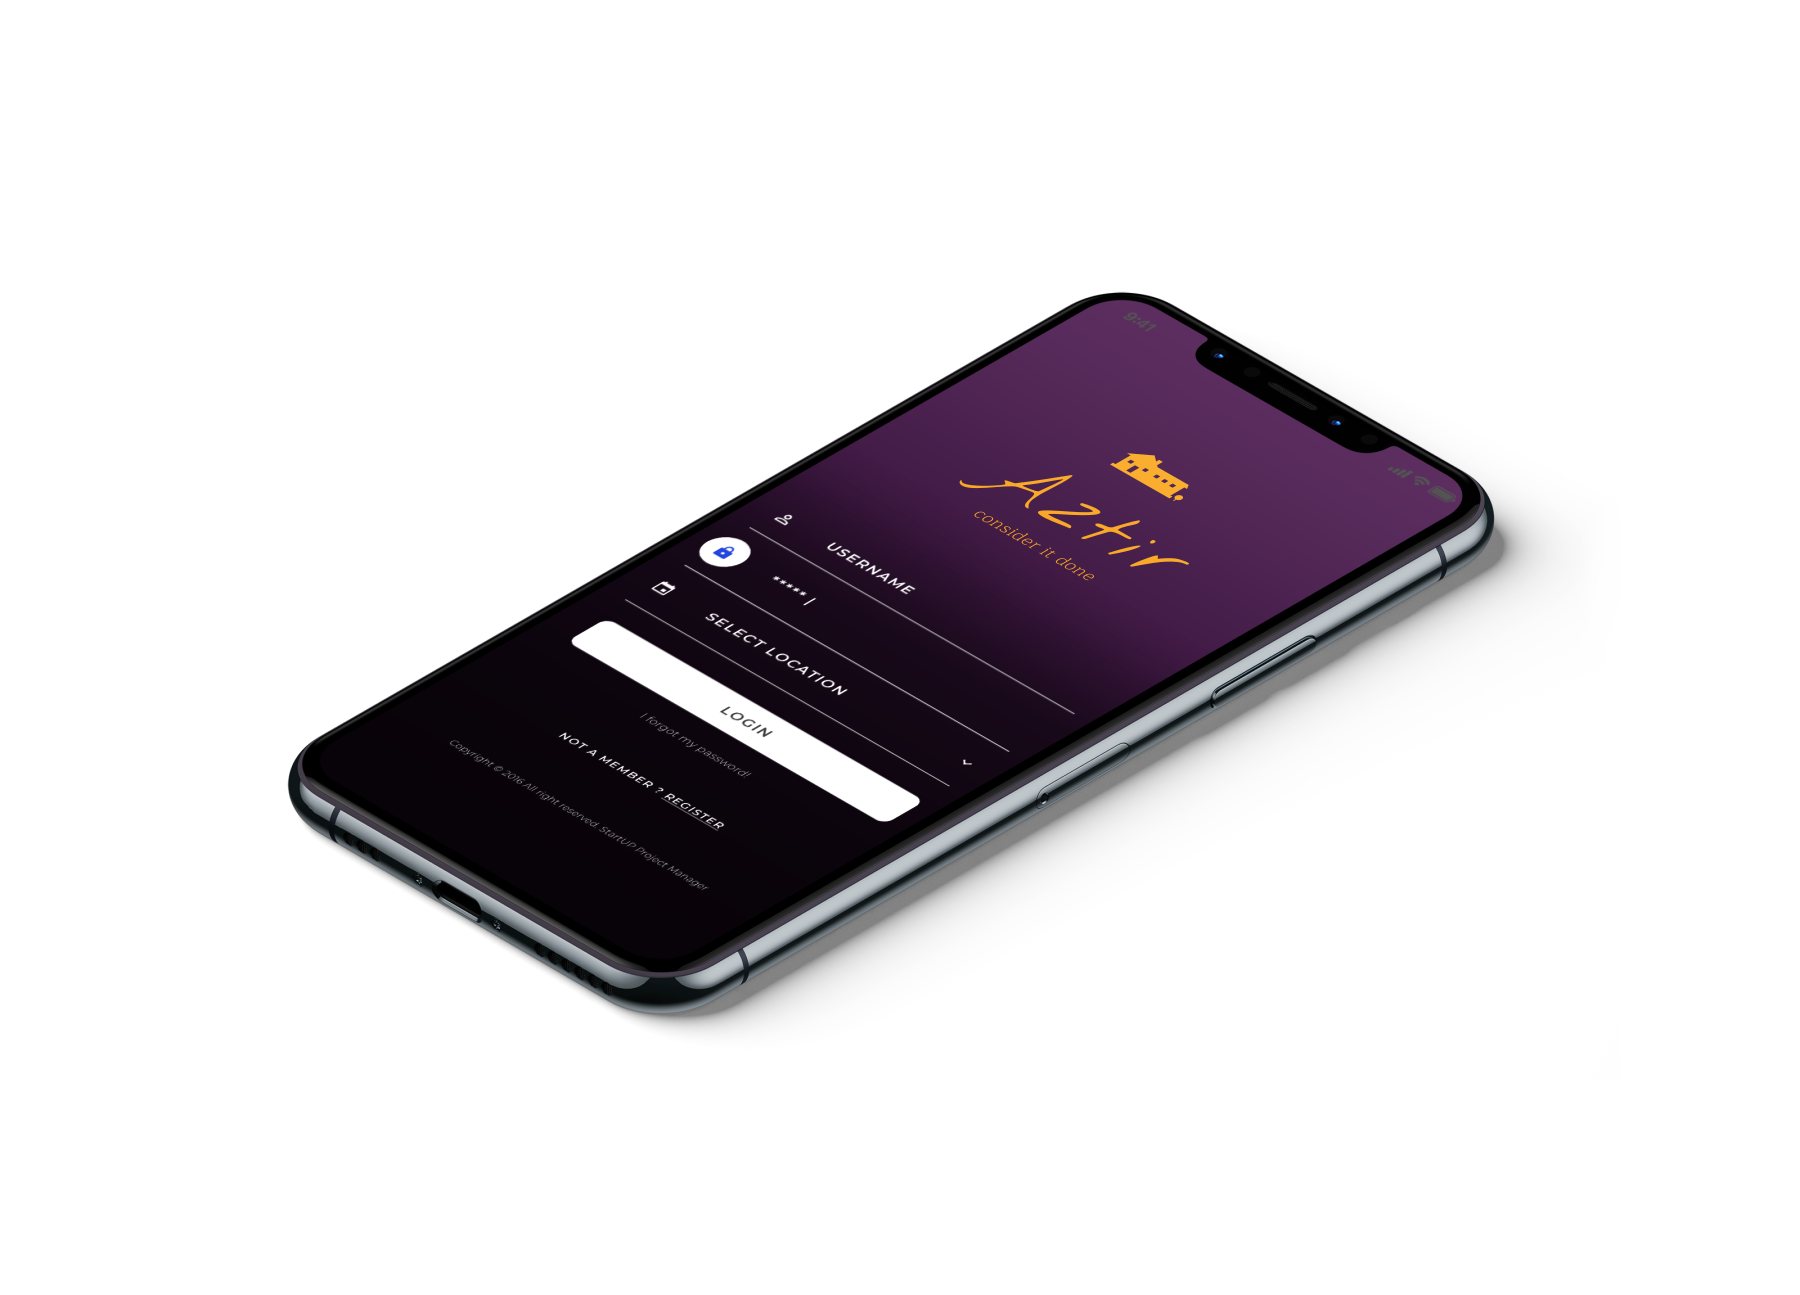 9:41
Aztir
consider it done
USERNAME
***** |
SELECT LOCATION
LOGIN
I forgot my password!
NOT A MEMBER ? REGISTER
Copyright © 2016 All right reserved StartUP Project Manager